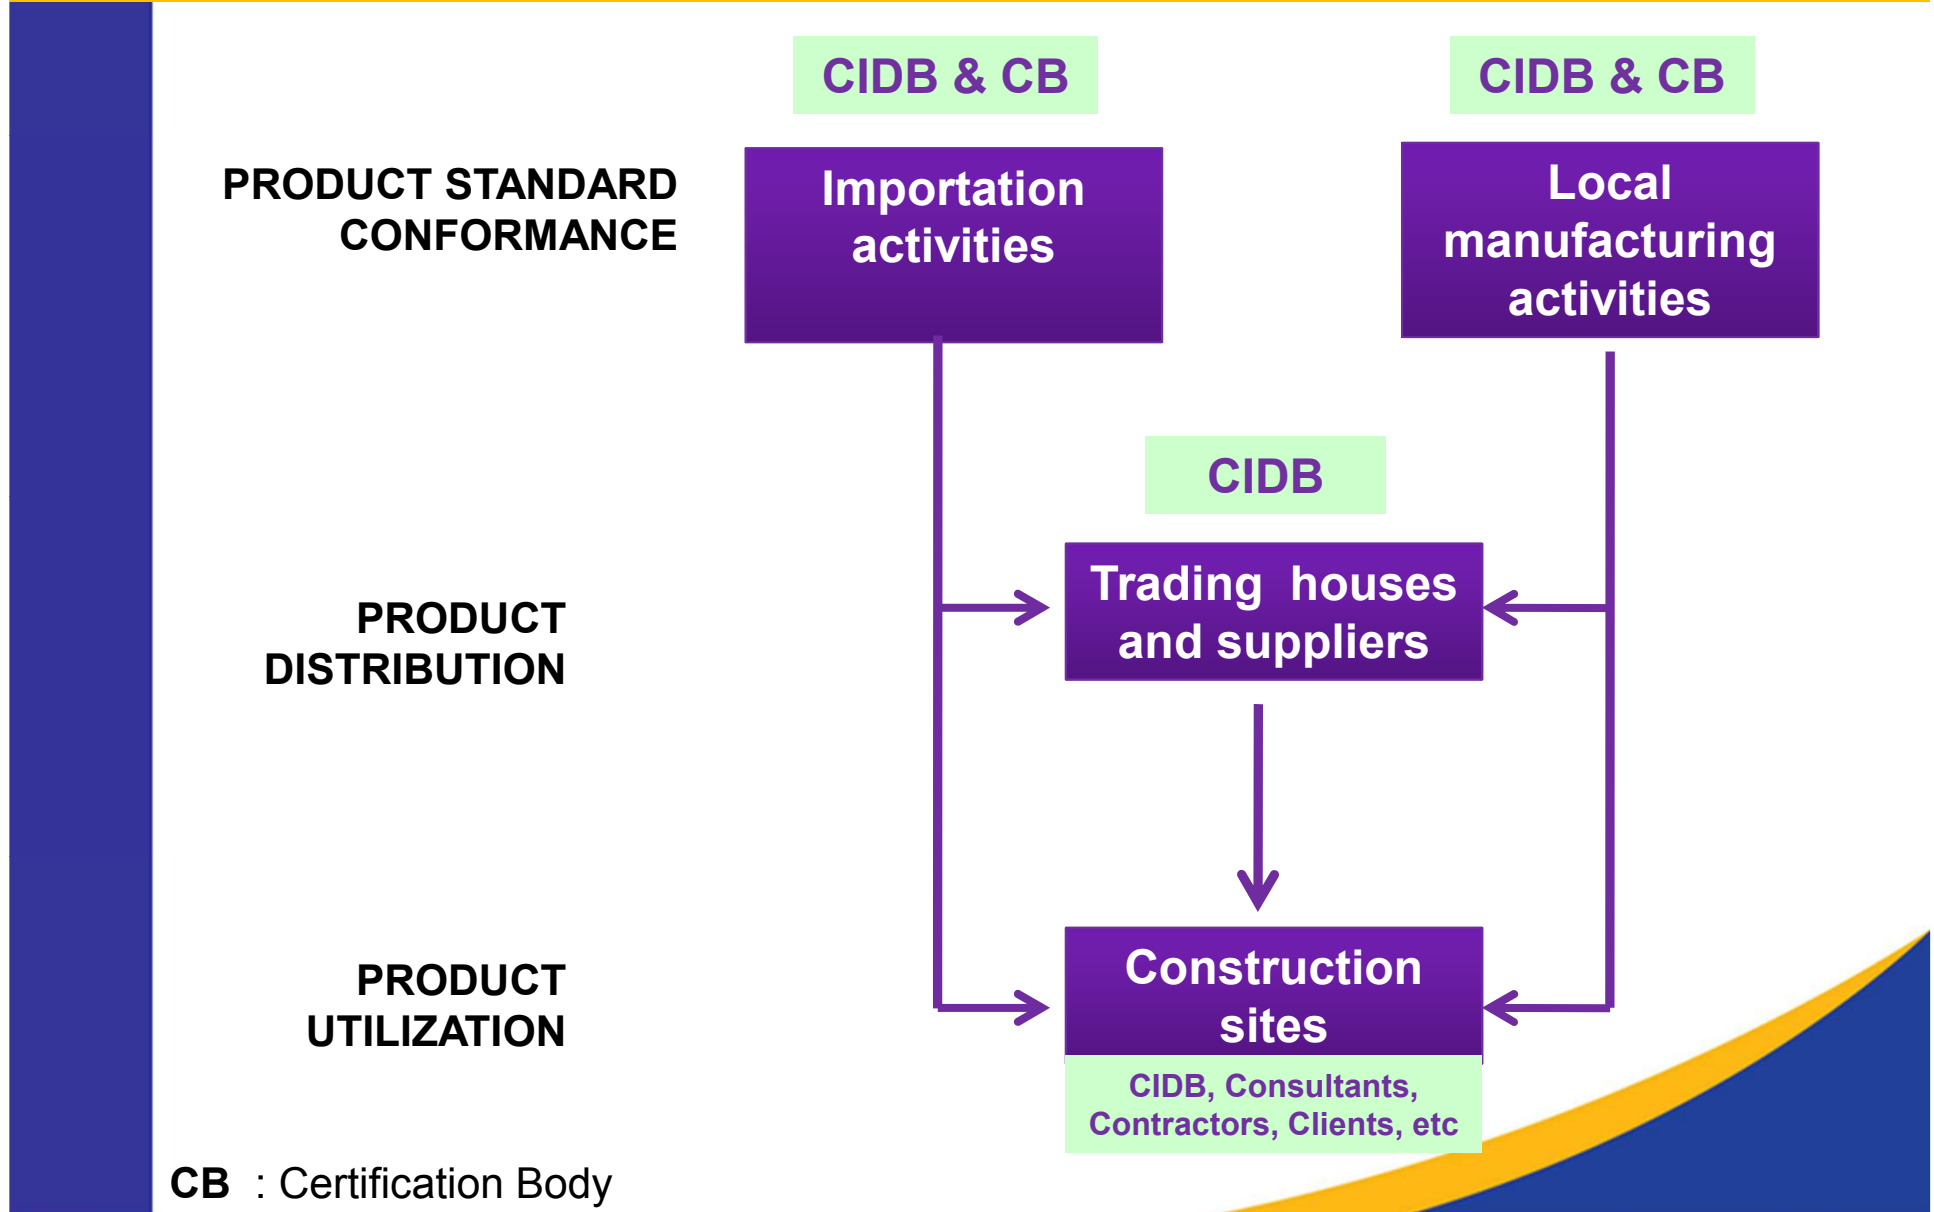 CIDB & CB
CIDB & CB
PRODUCT STANDARD
CONFORMANCE
Importation
activities
Local
manufacturing
activities
CIDB
PRODUCT
DISTRIBUTION
Trading houses
and suppliers
PRODUCT
UTILIZATION
Construction
sites
CIDB, Consultants,
Contractors, Clients, etc
CB : Certification Body